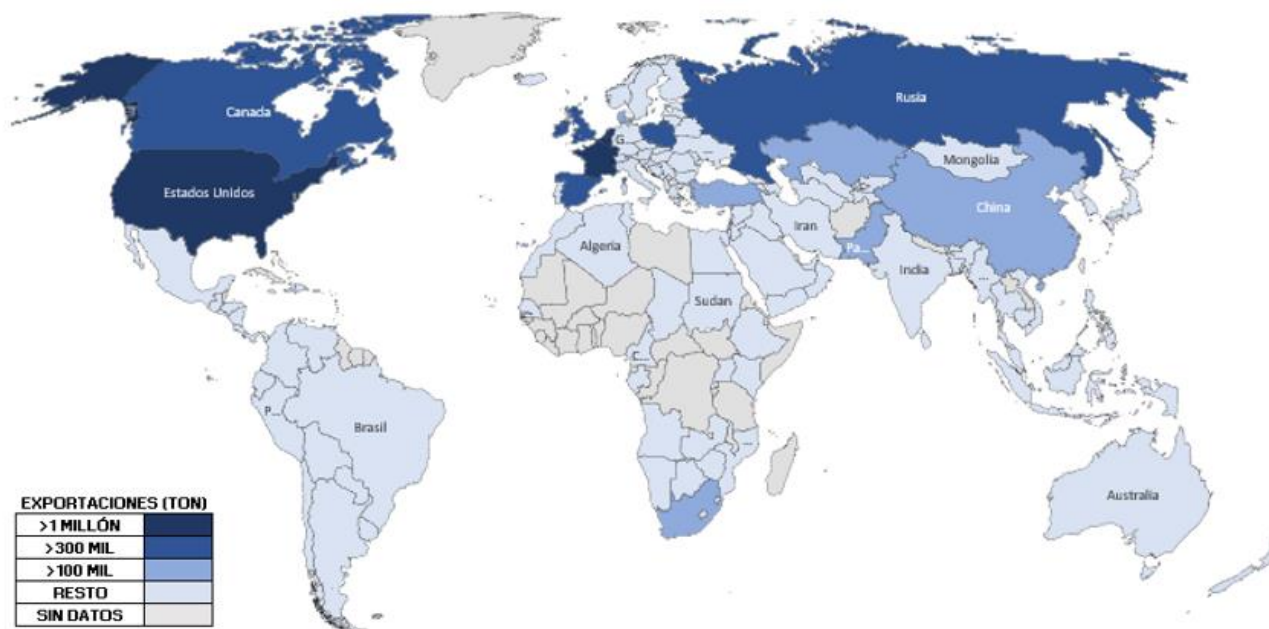 Canada
Rusia
G
Mongolia
Estados Unidos
China
Iran
Algeria
Pa...
India
Sudan
C...
P...
Brasil
Australia
EXPORTACIONES (TON)
>1 MILLÓN
>300 MIL
>100 MIL
RESTO
SIN DATOS